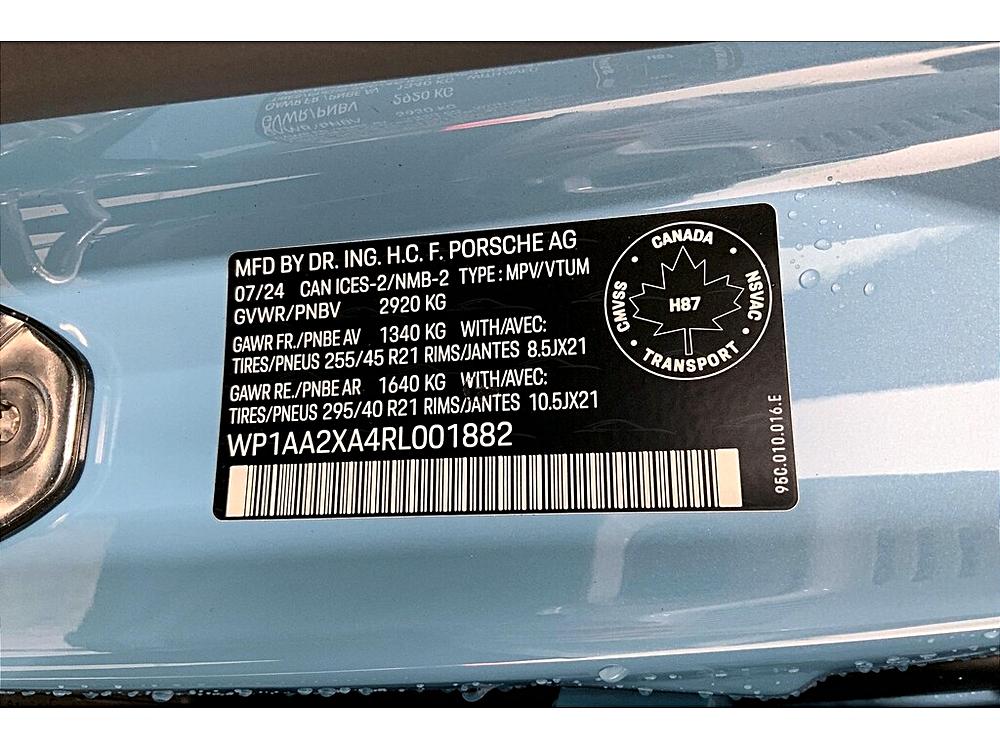 MFD BY DR. ING. H.C. F. PORSCHE AG
07/24 CAN ICES-2/NMB-2 TYPE: MPV/VTUM
GVWR/PNBV 2920 KG
GAWR FR./PNBE AV 1340 KG WITH/AVEC:
TIRES/PNEUS 255/45 R21 RIMS/JANTES 8.5JX21
GAWR RE./PNBE AR 1640 KG WITH/AVEC:
TIRES/PNEUS 295/40 R21 RIMS/JANTES 10.5JX21
WP1AA2XA4RL001882
CANADA
CMVSS
H87
NSVAC
TRANSPORT
95C.010.016.E